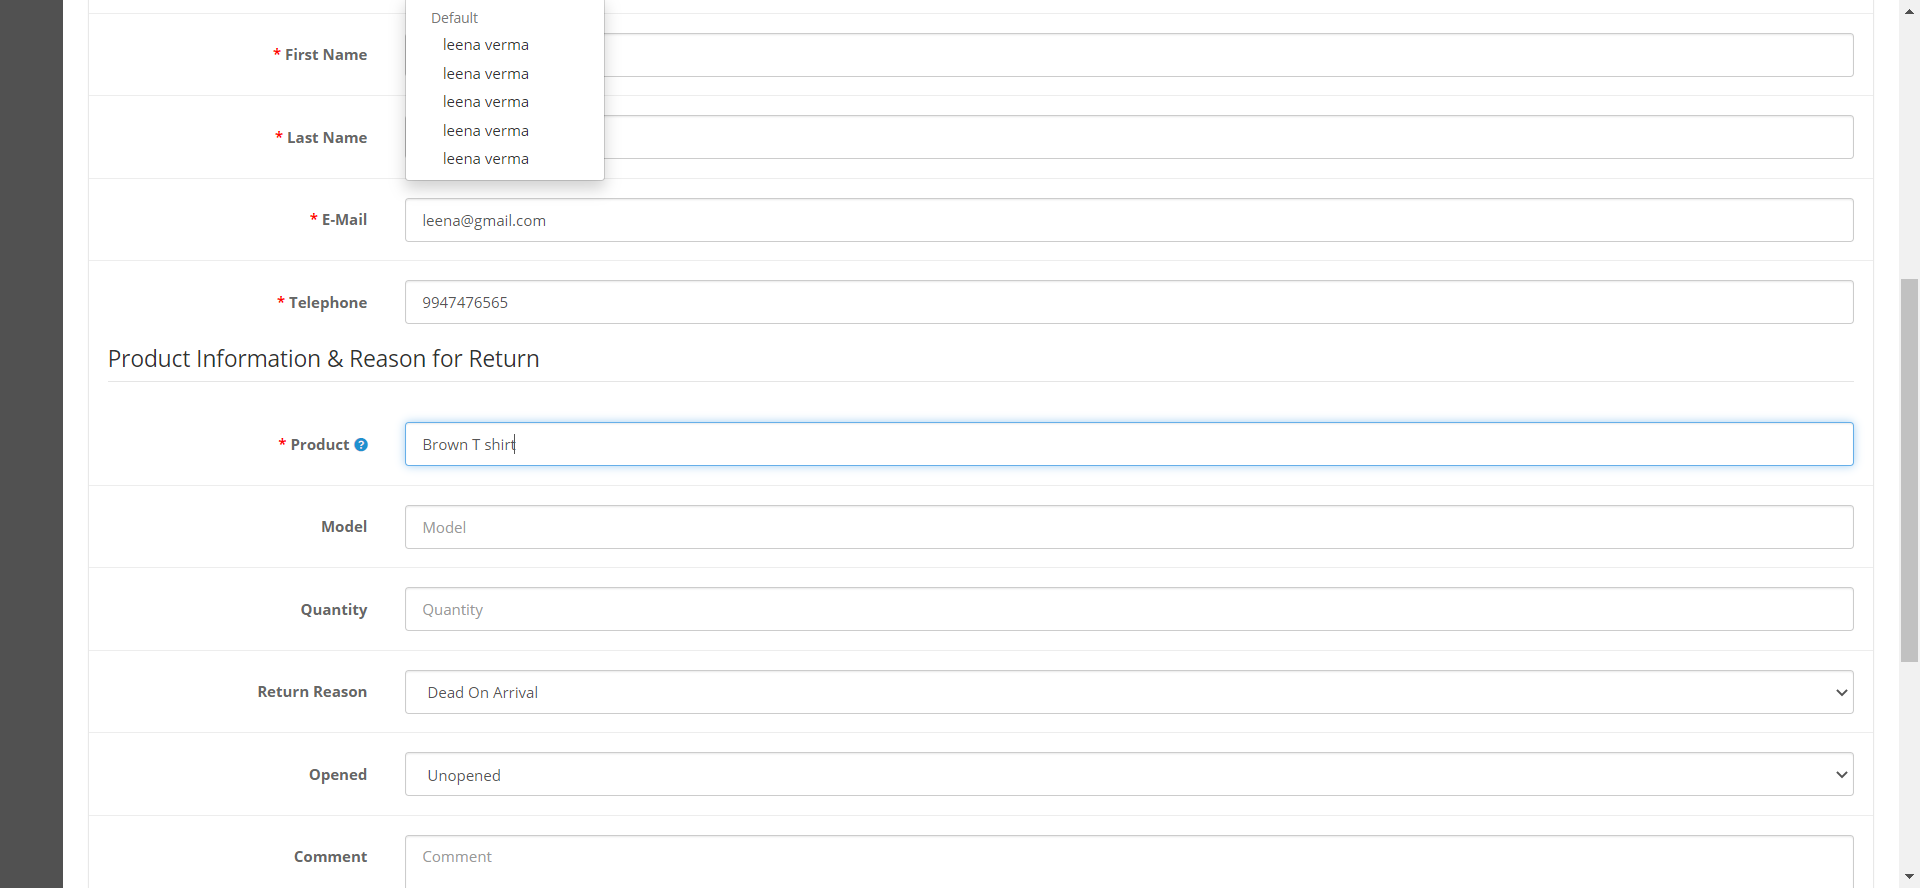 Default
leena verma
leena verma
leena verma
leena verma
leena verma
* First Name
* Last Name
* E-Mail
leena@gmail.com
* Telephone
9947476565
Product Information & Reason for Return
* Product ?
Brown T shirt
Model
Model
Quantity
Quantity
Return Reason
Dead On Arrival
Opened
Unopened
Comment
Comment